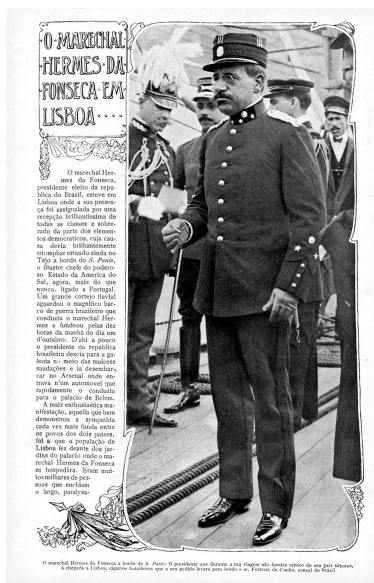 O MARECHAL
HERMES DA
FONSECA EM
LISBOA ....
O marechal Her-
mes da Fonseca,
presidente eleito da repu-
blica do Brazil, esteve em
Lisboa onde a sua presen-
ça foi assignalada por uma
recepção brilhantissima de
todas as classes e sobre-
tudo da parte dos elemen-
tos democraticos, cuja cau-
sa devia brilhantemente
triumphar estando ainda no
Tejo a bordo do S. Paulo,
o illustre chefe do podero-
so Estado da America do
Sul, agora, mais do que
nunca, ligado a Portugal.
Um grande cortejo fluvial
aguardou o magnifico bar-
co de guerra brazileiro que
conduzia o marechal Her-
mes e fundeou pelas dez
horas da manhã do dia um
d'outubro. D'ahi a pouco
o presidente da republica
brazileira descia para a ga-
leota no meio das maiores
saudações e ia desembar-
car no Arsenal onde en-
trava n'um automovel que
rapidamente o conduzia
para o palacio de Belem.
A mais enthusiastica ma-
nifestação, aquella que bem
demonstrou a sympathia
cada vez mais funda entre
os povos dos dois paizes,
foi a que a população de
Lisboa fez deante dos jar-
dins do palacio onde o ma-
rechal Hermes da Fonseca
se hospedára. Eram mui-
tos milhares de pes-
soas que enchiam
o largo, paralysa-
O marechal Hermes da Fonseca a bordo do S. Paulo: O presidente que durante a sua viagem não fumára tabaco do seu paiz saboreia,
á chegada a Lisboa, cigarros brazileiros que a seu pedido levara para bordo o sr. Ferreira da Cunha, consul do Brazil